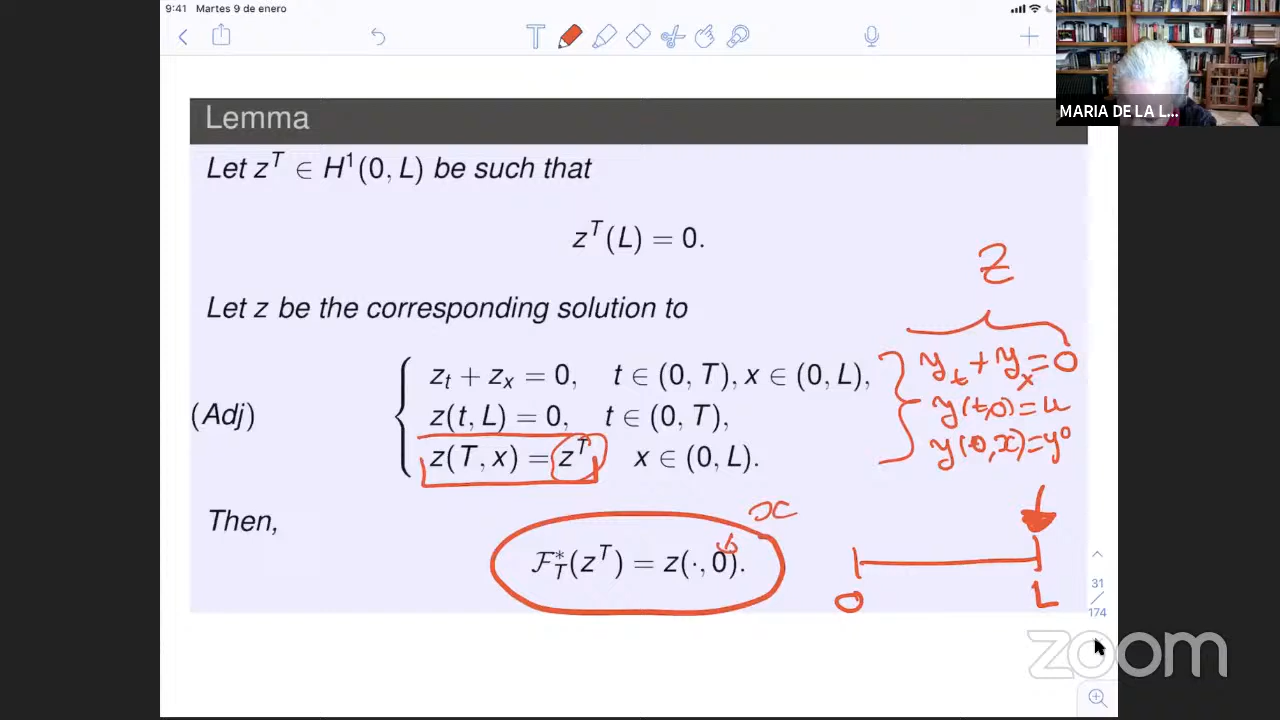 9:41 Martes 9 de enero
MARIA DE LA L...
Lemma
Let z^T ∈ H^1(0, L) be such that
z^T(L) = 0.
Z
Let z be the corresponding solution to
(Adj)
z_t + z_x = 0, t ∈ (0, T), x ∈ (0, L),
z(t, L) = 0, t ∈ (0, T),
z(T, x) = z^T x ∈ (0, L).
y_t + y_x = 0
y(t,0) = u
y(0,x) = y^0
Then,
x
F_T^*(z^T) = z(·, 0).
0 L
31
/
174
zoom